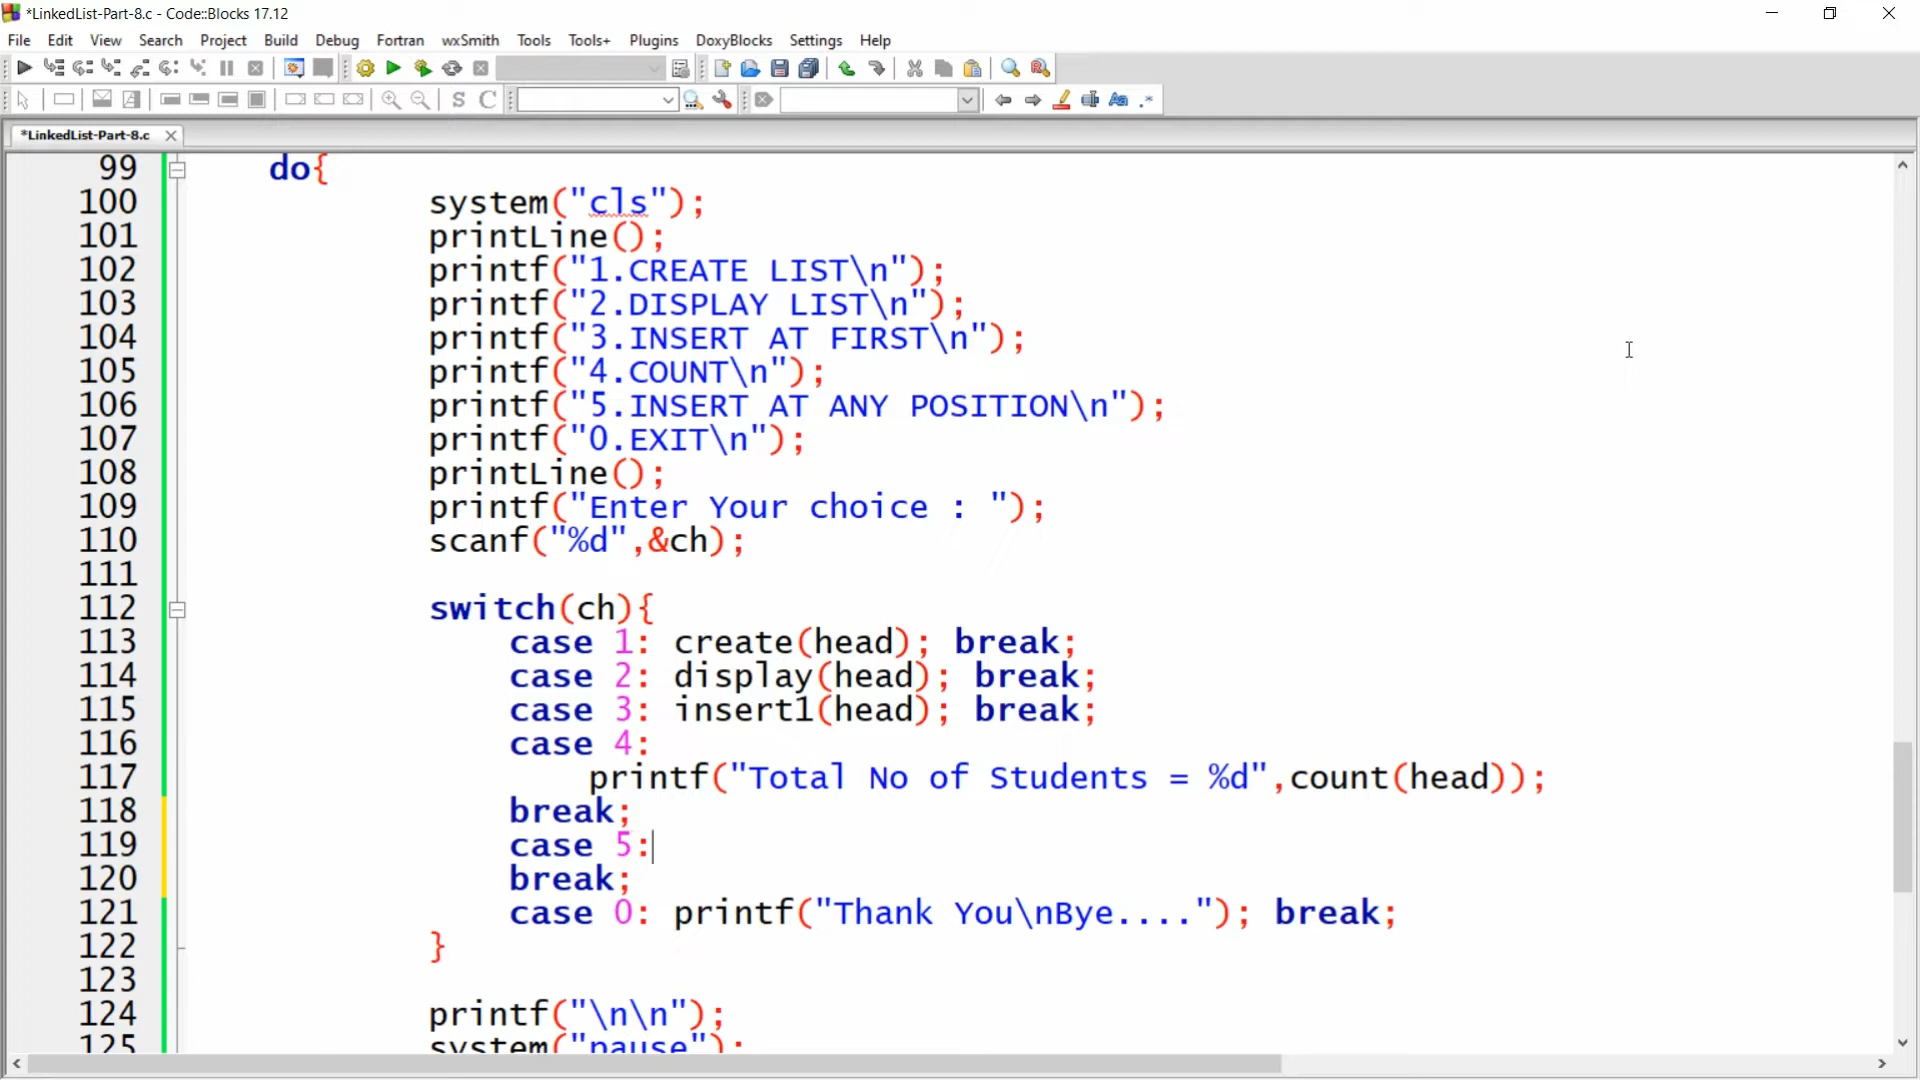 *LinkedList-Part-8.c - Code::Blocks 17.12
File Edit View Search Project Build Debug Fortran wxSmith Tools Tools+ Plugins DoxyBlocks Settings Help
S C Aa .*
*LinkedList-Part-8.c
99 do{
100 system("cls");
101 printLine();
102 printf("1.CREATE LIST\n");
103 printf("2.DISPLAY LIST\n");
104 printf("3.INSERT AT FIRST\n");
105 printf("4.COUNT\n");
106 printf("5.INSERT AT ANY POSITION\n");
107 printf("0.EXIT\n");
108 printLine();
109 printf("Enter Your choice : ");
110 scanf("%d",&ch);
111
112 switch(ch){
113 case 1: create(head); break;
114 case 2: display(head); break;
115 case 3: insert1(head); break;
116 case 4:
117 printf("Total No of Students = %d",count(head));
118 break;
119 case 5:
120 break;
121 case 0: printf("Thank You\nBye...."); break;
122 }
123
124 printf("\n\n");
125 system("pause");